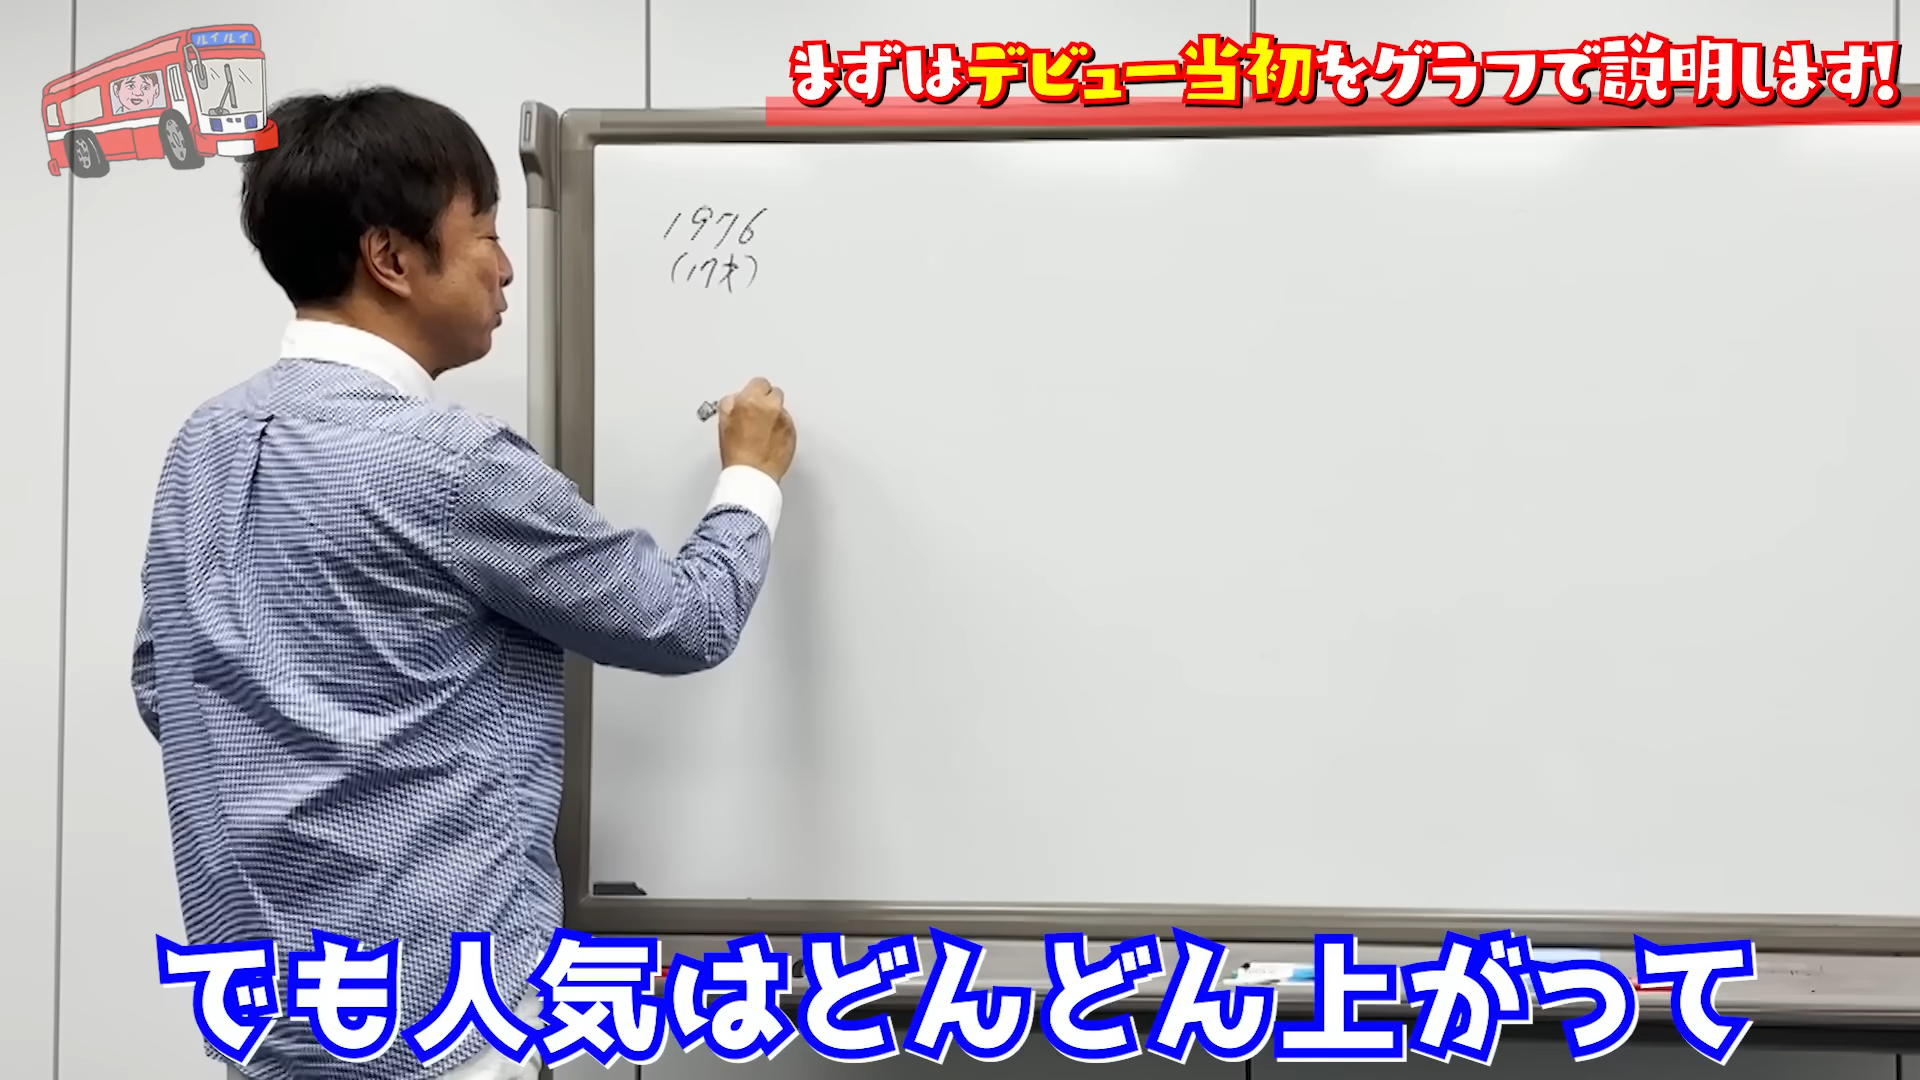 ルイルイ
まずはデビュー当初をグラフで説明します!
1976
(17才)
でも人気はどんどん上がって